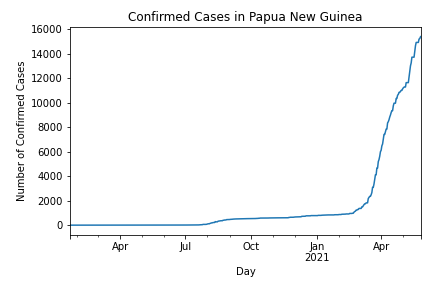 Confirmed Cases in Papua New Guinea
16000
14000
12000
10000
8000
6000
4000
2000
0
Number of Confirmed Cases
Apr Jul Oct Jan Apr
2021
Day